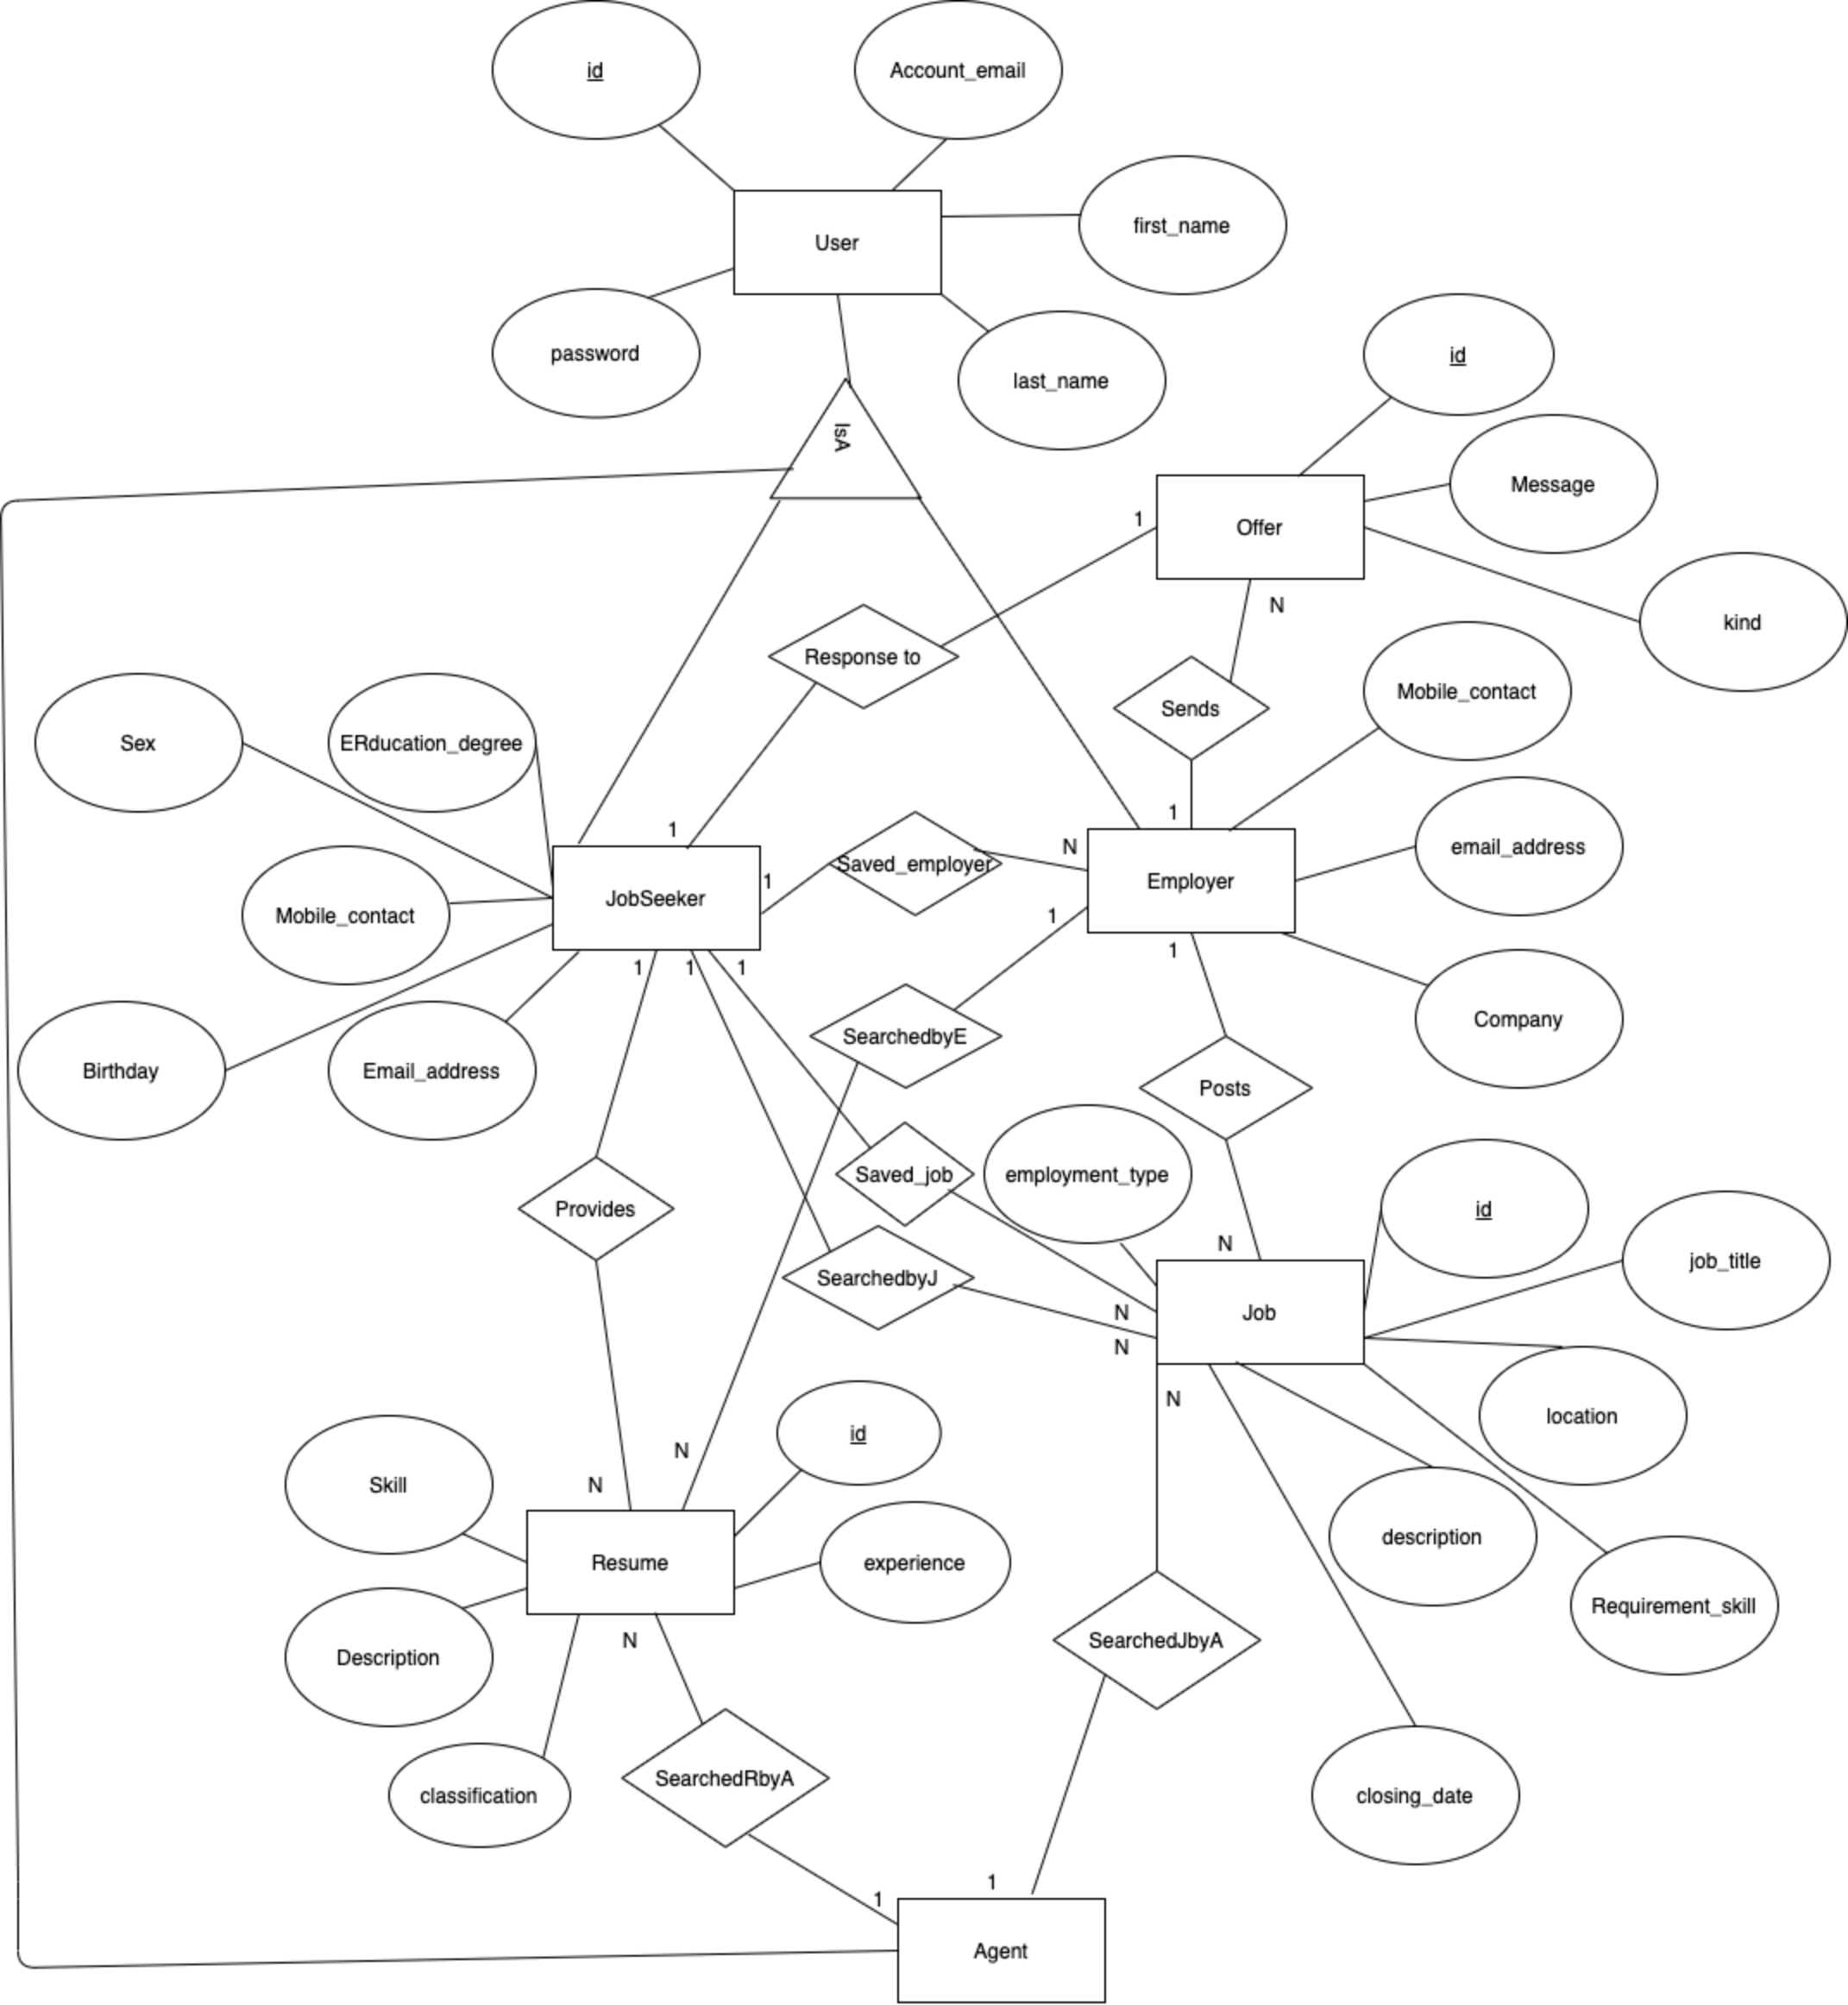 id
Account_email
first_name
User
password
last_name
id
IsA
Message
1
Offer
N
kind
Response to
Mobile_contact
Sends
Sex
ERducation_degree
1
1
N
email_address
Saved_employer
1
Employer
JobSeeker
Mobile_contact
1
1
1
1
1
Company
SearchedbyE
Birthday
Email_address
Posts
Saved_job
employment_type
Provides
id
N
job_title
SearchedbyJ
N
Job
N
N
location
id
N
Skill
N
description
Resume
experience
Requirement_skill
N
SearchedJbyA
Description
SearchedRbyA
classification
closing_date
1
1
Agent